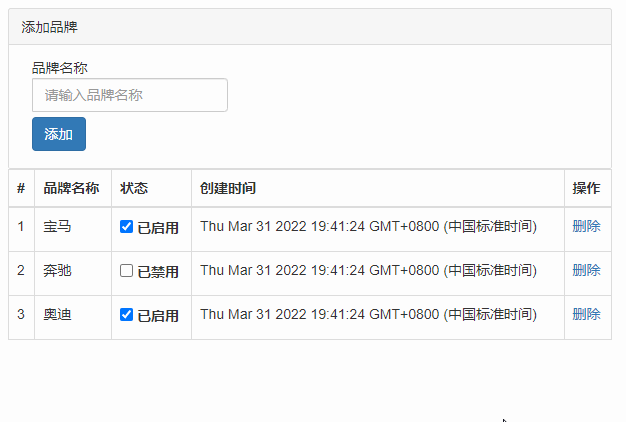 添加品牌
品牌名称
请输入品牌名称
添加
# 品牌名称 状态 创建时间 操作
1 宝马 已启用 Thu Mar 31 2022 19:41:24 GMT+0800 (中国标准时间) 删除
2 奔驰 已禁用 Thu Mar 31 2022 19:41:24 GMT+0800 (中国标准时间) 删除
3 奥迪 已启用 Thu Mar 31 2022 19:41:24 GMT+0800 (中国标准时间) 删除